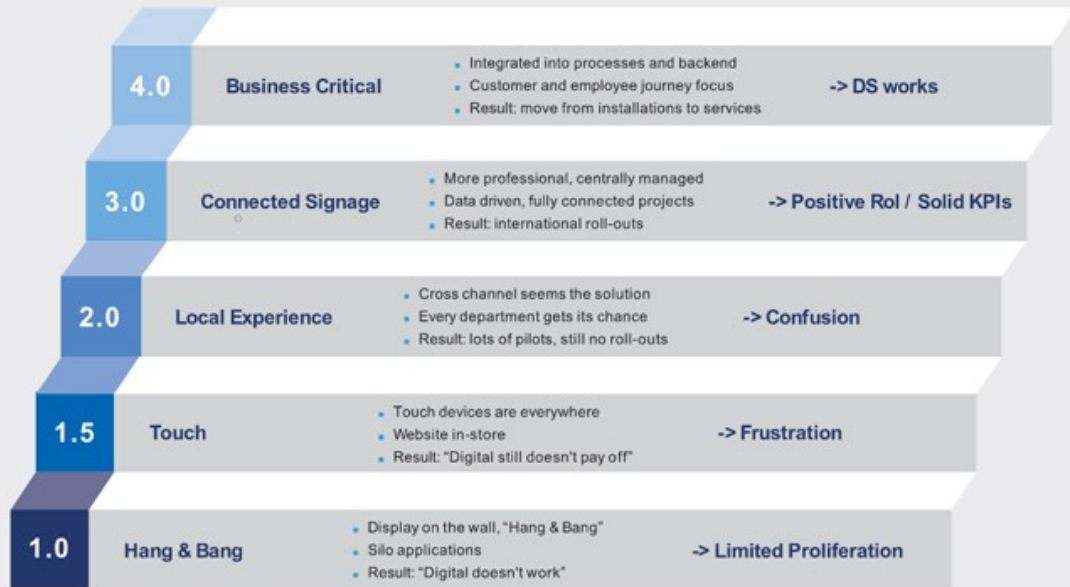 4.0
Business Critical
Integrated into processes and backend
Customer and employee journey focus
Result: move from installations to services
-> DS works
3.0
Connected Signage
More professional, centrally managed
Data driven, fully connected projects
Result: international roll-outs
-> Positive RoI / Solid KPIs
2.0
Local Experience
Cross channel seems the solution
Every department gets its chance
Result: lots of pilots, still no roll-outs
-> Confusion
1.5
Touch
Touch devices are everywhere
Website in-store
Result: “Digital still doesn't pay off”
-> Frustration
1.0
Hang & Bang
Display on the wall, “Hang & Bang”
Silo applications
Result: “Digital doesn't work”
-> Limited Proliferation